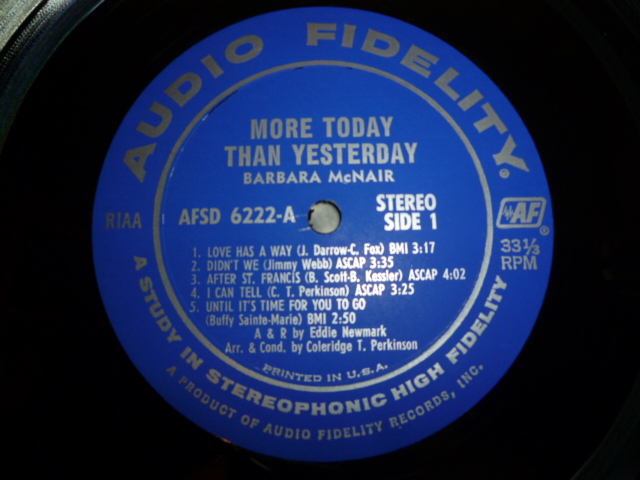 AUDIO FIDELITY®
MORE TODAY
THAN YESTERDAY
BARBARA McNAIR
RIAA
AFSD 6222-A
STEREO
SIDE 1
AF®
33⅓
RPM
1. LOVE HAS A WAY (J. Darrow-C. Fox) BMI 3:17
2. DIDN'T WE (Jimmy Webb) ASCAP 3:35
3. AFTER ST. FRANCIS (B. Scott-B. Kessler) ASCAP 4:02
4. I CAN TELL (C. T. Perkinson) ASCAP 3:25
5. UNTIL IT'S TIME FOR YOU TO GO
(Buffy Sainte-Marie) BMI 2:50
A & R by Eddie Newmark
Arr. & Cond. by Coleridge T. Perkinson
PRINTED IN U.S.A.
A STUDY IN STEREOPHONIC HIGH FIDELITY
A PRODUCT OF AUDIO FIDELITY RECORDS, INC.